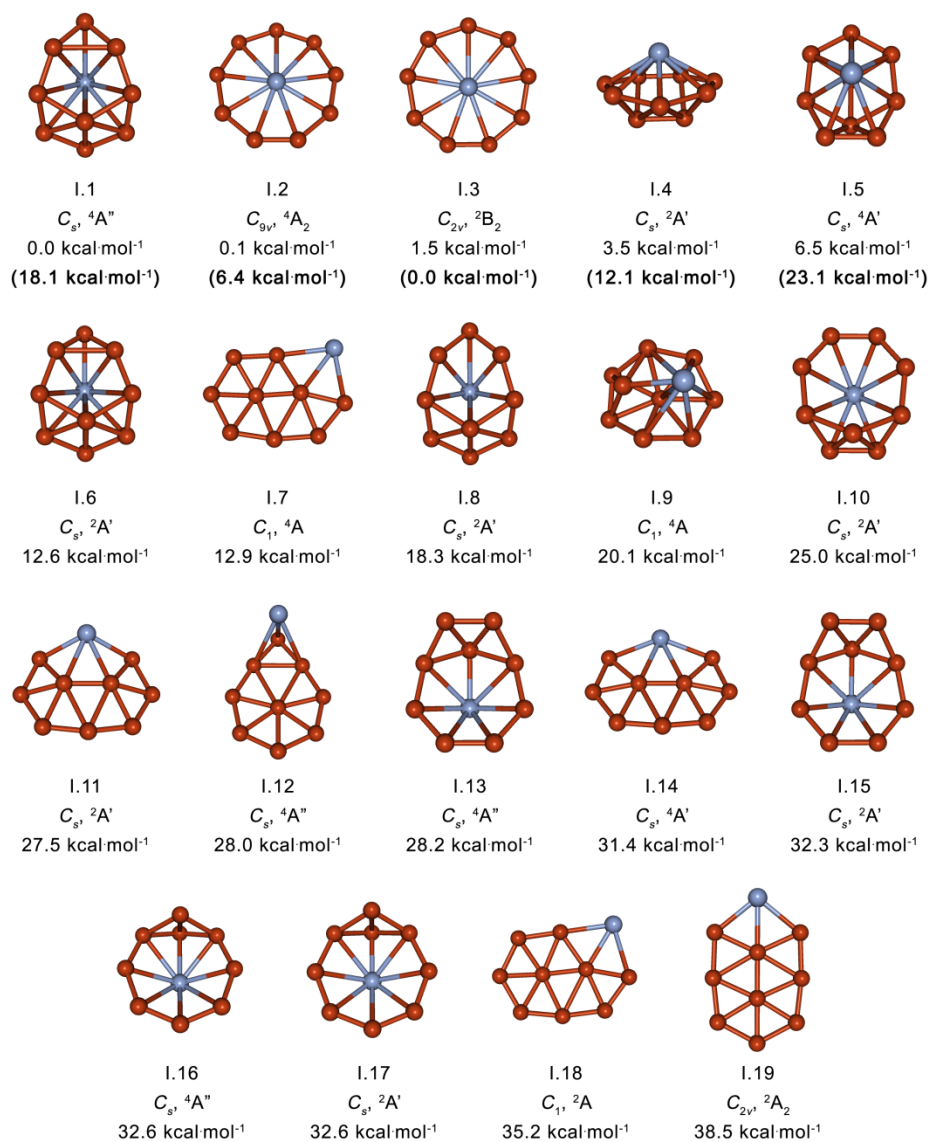 I.1 I.2 I.3 I.4 I.5
Cₛ, ⁴A" C₉ᵥ, ⁴A₂ C₂ᵥ, ²B₂ Cₛ, ²A' Cₛ, ⁴A'
0.0 kcal·mol⁻¹ 0.1 kcal·mol⁻¹ 1.5 kcal·mol⁻¹ 3.5 kcal·mol⁻¹ 6.5 kcal·mol⁻¹
(18.1 kcal·mol⁻¹) (6.4 kcal·mol⁻¹) (0.0 kcal·mol⁻¹) (12.1 kcal·mol⁻¹) (23.1 kcal·mol⁻¹)
I.6 I.7 I.8 I.9 I.10
Cₛ, ²A' C₁, ⁴A Cₛ, ²A' C₁, ⁴A Cₛ, ²A'
12.6 kcal·mol⁻¹ 12.9 kcal·mol⁻¹ 18.3 kcal·mol⁻¹ 20.1 kcal·mol⁻¹ 25.0 kcal·mol⁻¹
I.11 I.12 I.13 I.14 I.15
Cₛ, ²A' Cₛ, ⁴A" Cₛ, ⁴A" Cₛ, ⁴A' Cₛ, ²A'
27.5 kcal·mol⁻¹ 28.0 kcal·mol⁻¹ 28.2 kcal·mol⁻¹ 31.4 kcal·mol⁻¹ 32.3 kcal·mol⁻¹
I.16 I.17 I.18 I.19
Cₛ, ⁴A" Cₛ, ²A' C₁, ²A C₂ᵥ, ²A₂
32.6 kcal·mol⁻¹ 32.6 kcal·mol⁻¹ 35.2 kcal·mol⁻¹ 38.5 kcal·mol⁻¹